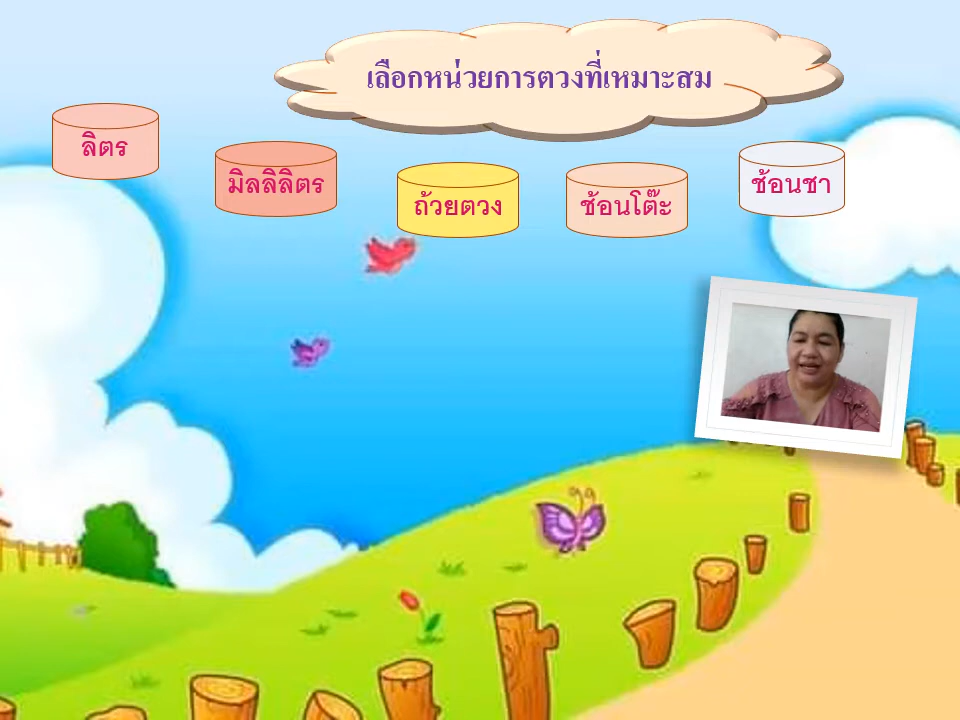 เลือกหน่วยการตวงที่เหมาะสม
ลิตร
มิลลิลิตร
ถ้วยตวง
ช้อนโต๊ะ
ช้อนชา